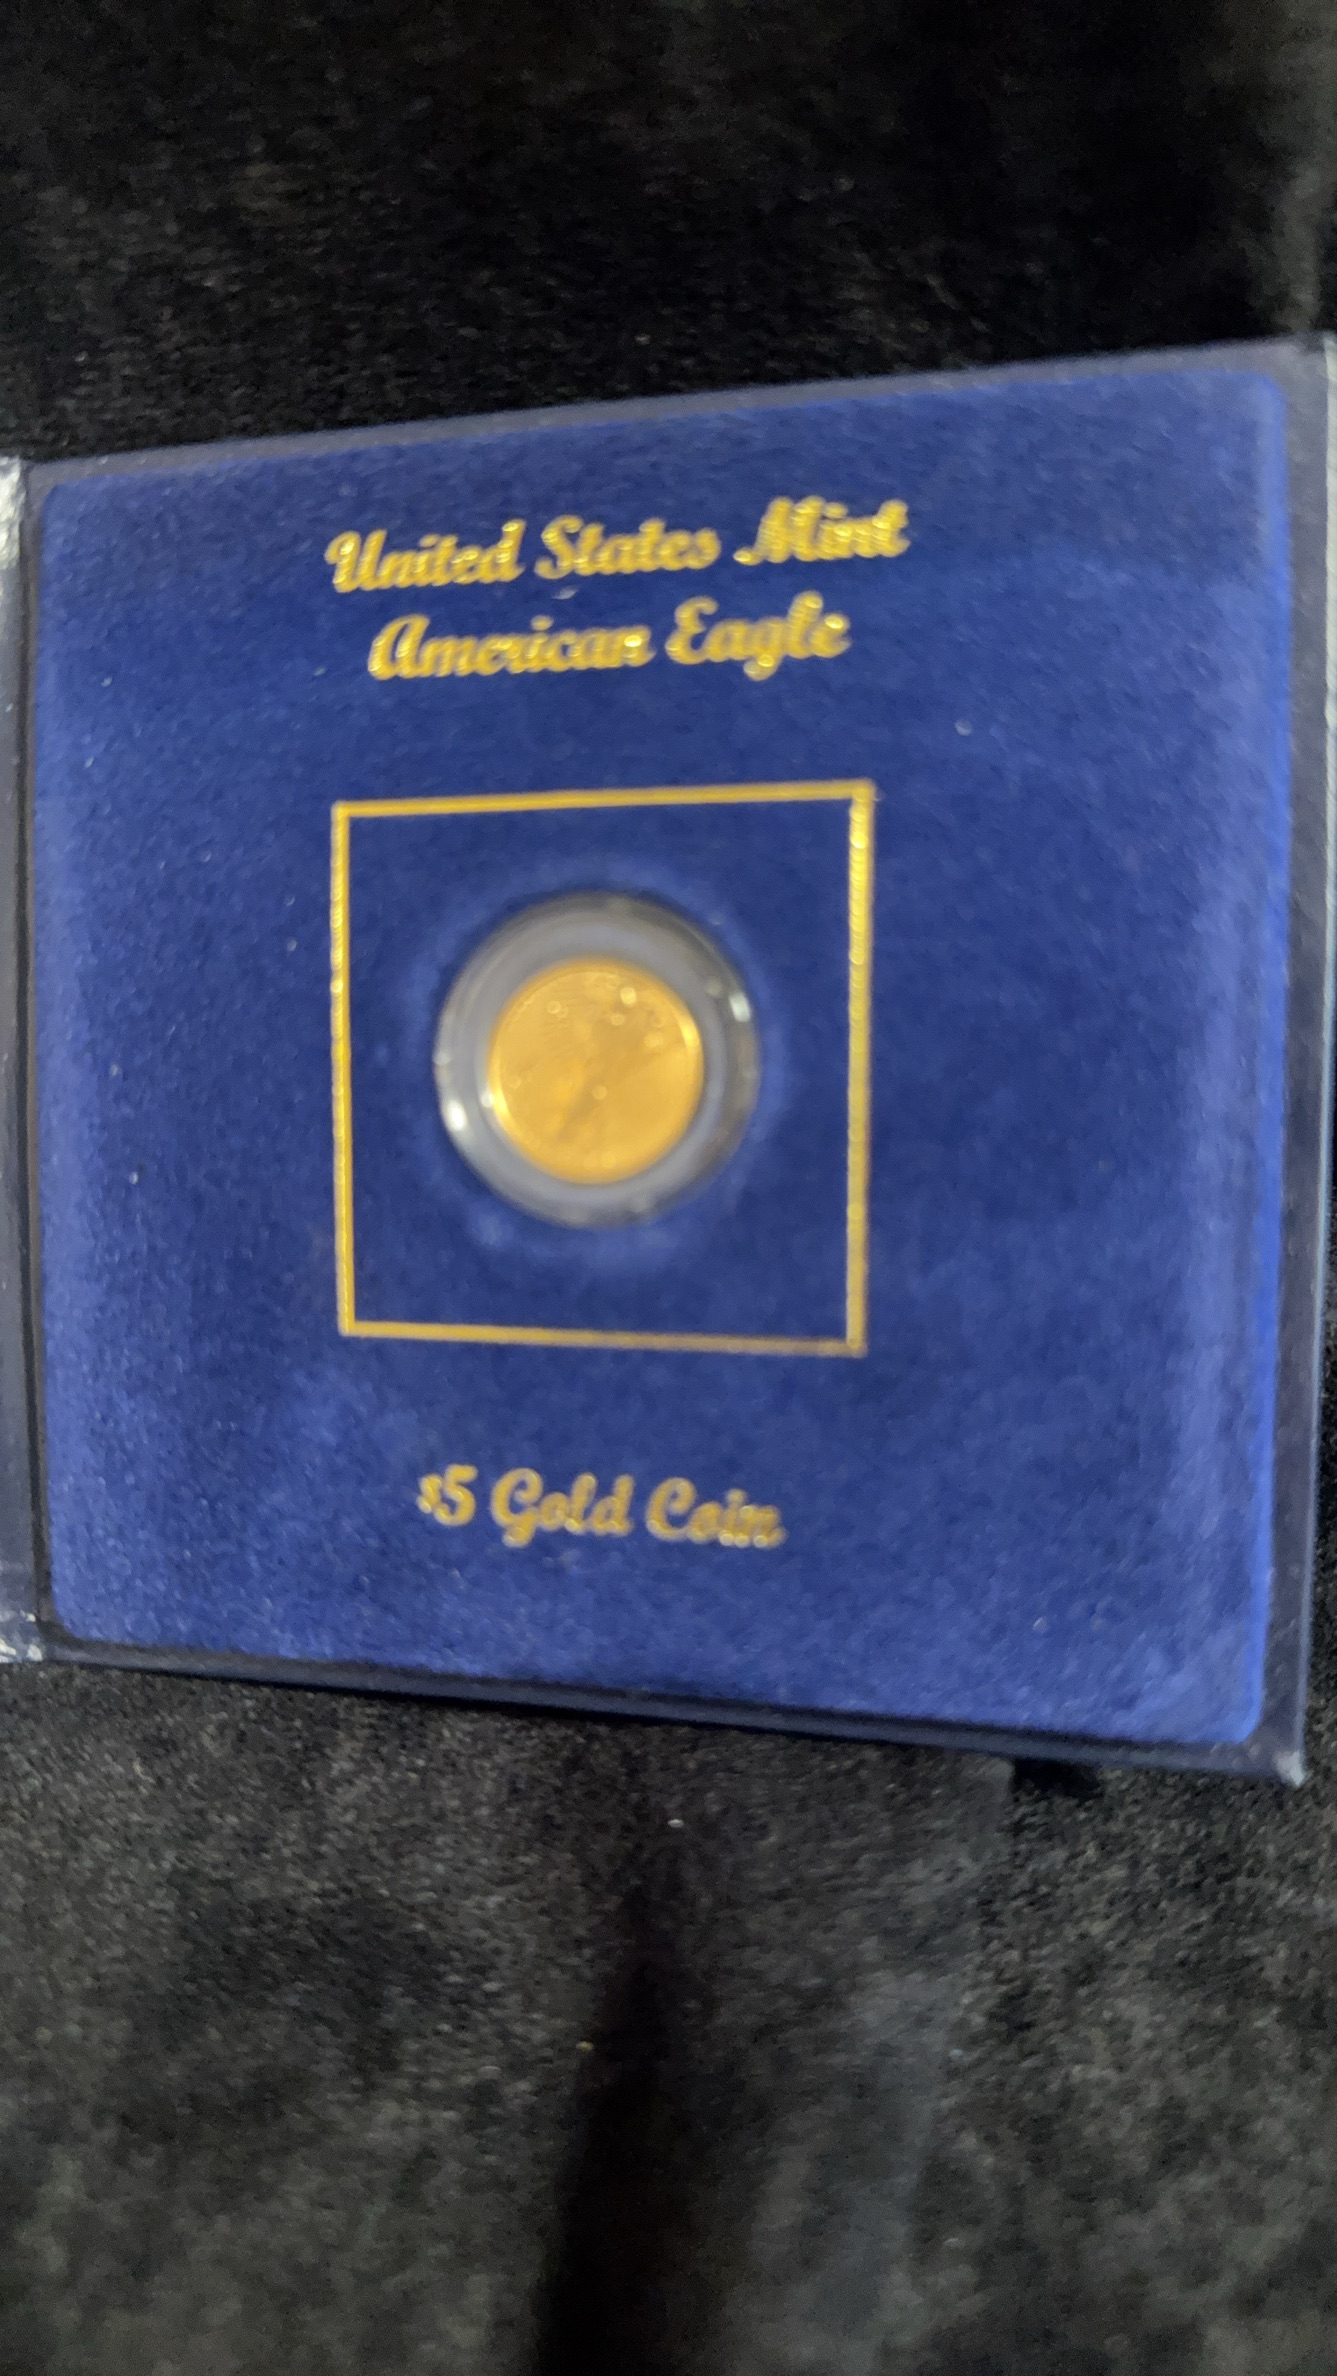 United States Mint
American Eagle
$5 Gold Coin